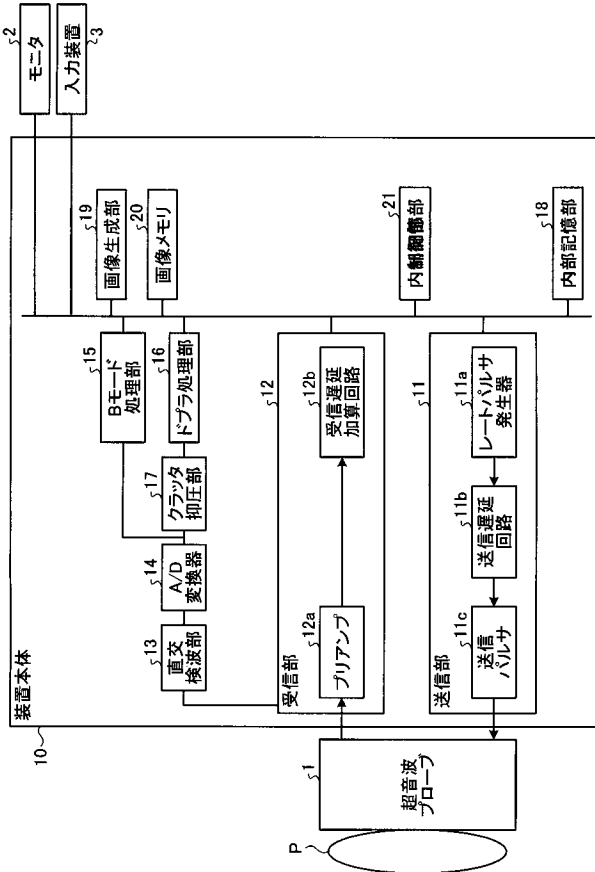 P
1
超音波
プローブ
10
装置本体
11
送信部
11c
送信
パルサ
11b
送信遅延
回路
11a
レートパルサ
発生器
12
受信部
12a
プリアンプ
12b
受信遅延
加算回路
13
直交
検波部
14
A/D
変換器
17
クラッタ
抑圧部
15
Bモード
処理部
16
ドプラ処理部
18
内部記憶部
21
20
画像メモリ
19
画像生成部
3
入力装置
2
モニタ